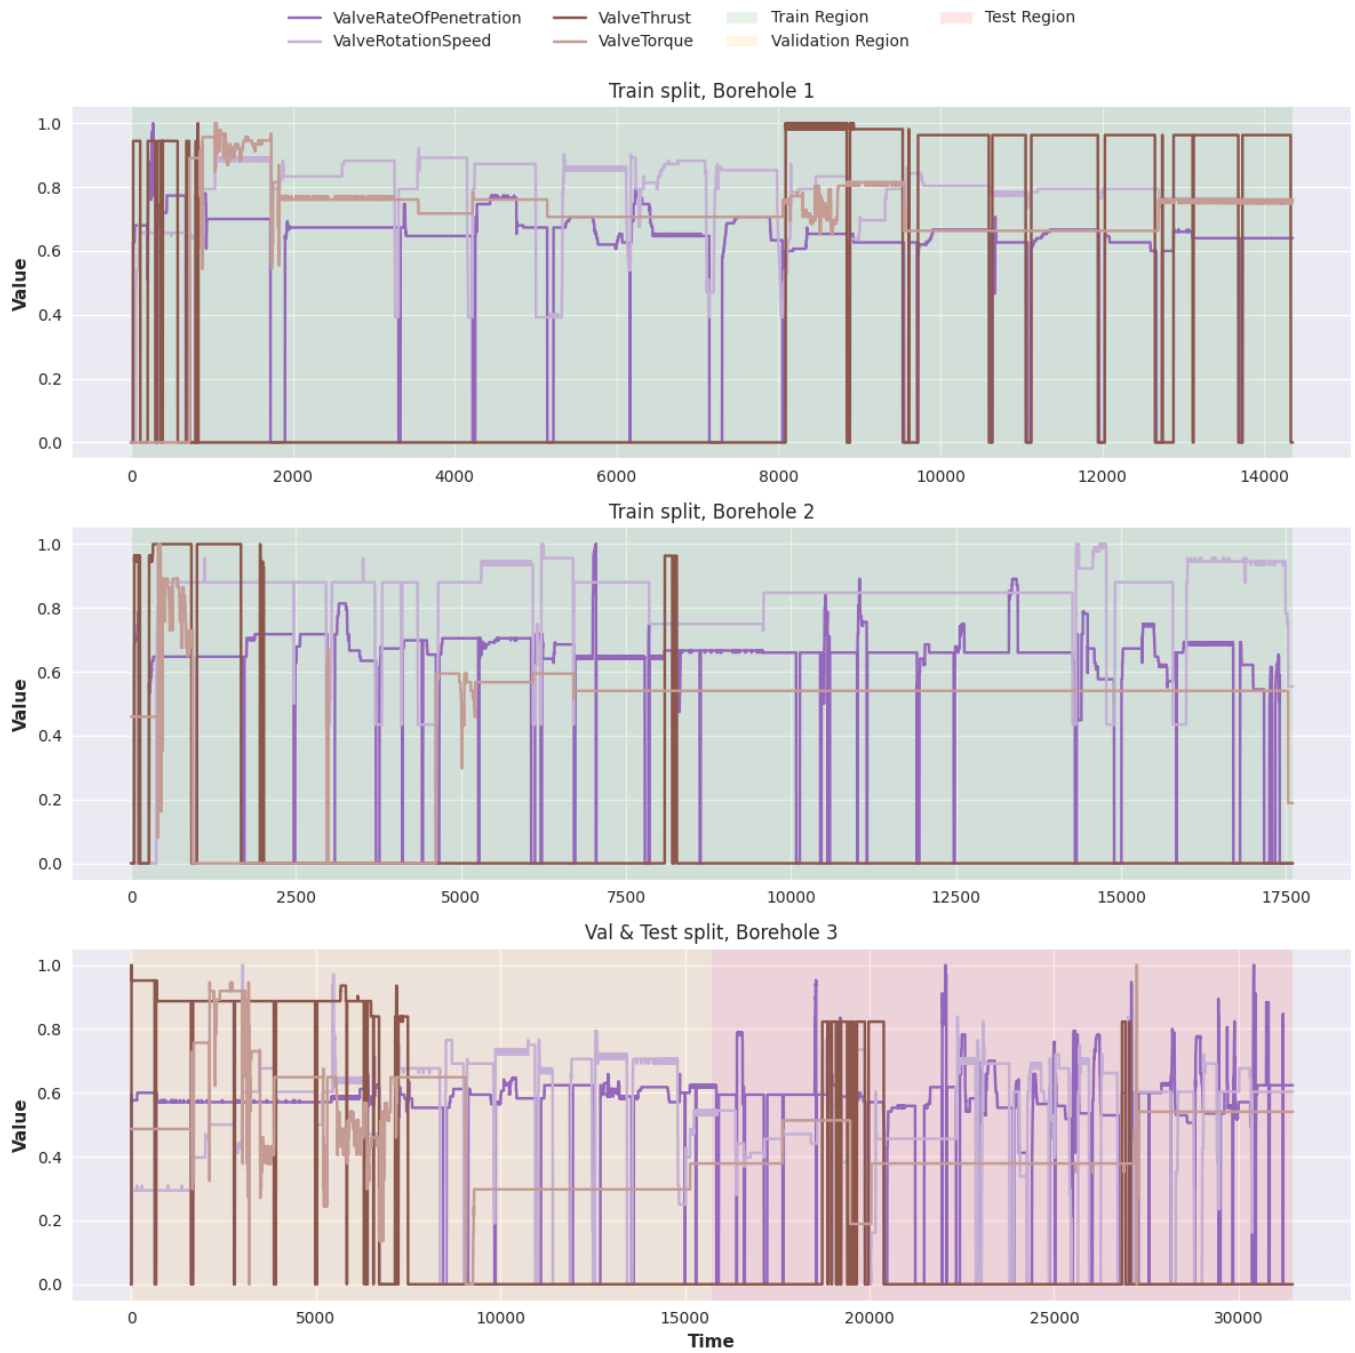 ValveRateOfPenetration ValveThrust Train Region Test Region
ValveRotationSpeed ValveTorque Validation Region
Train split, Borehole 1
1.0
0.8
0.6
0.4
0.2
0.0
Value
0 2000 4000 6000 8000 10000 12000 14000
Train split, Borehole 2
1.0
0.8
0.6
0.4
0.2
0.0
Value
0 2500 5000 7500 10000 12500 15000 17500
Val & Test split, Borehole 3
1.0
0.8
0.6
0.4
0.2
0.0
Value
0 5000 10000 15000 20000 25000 30000
Time